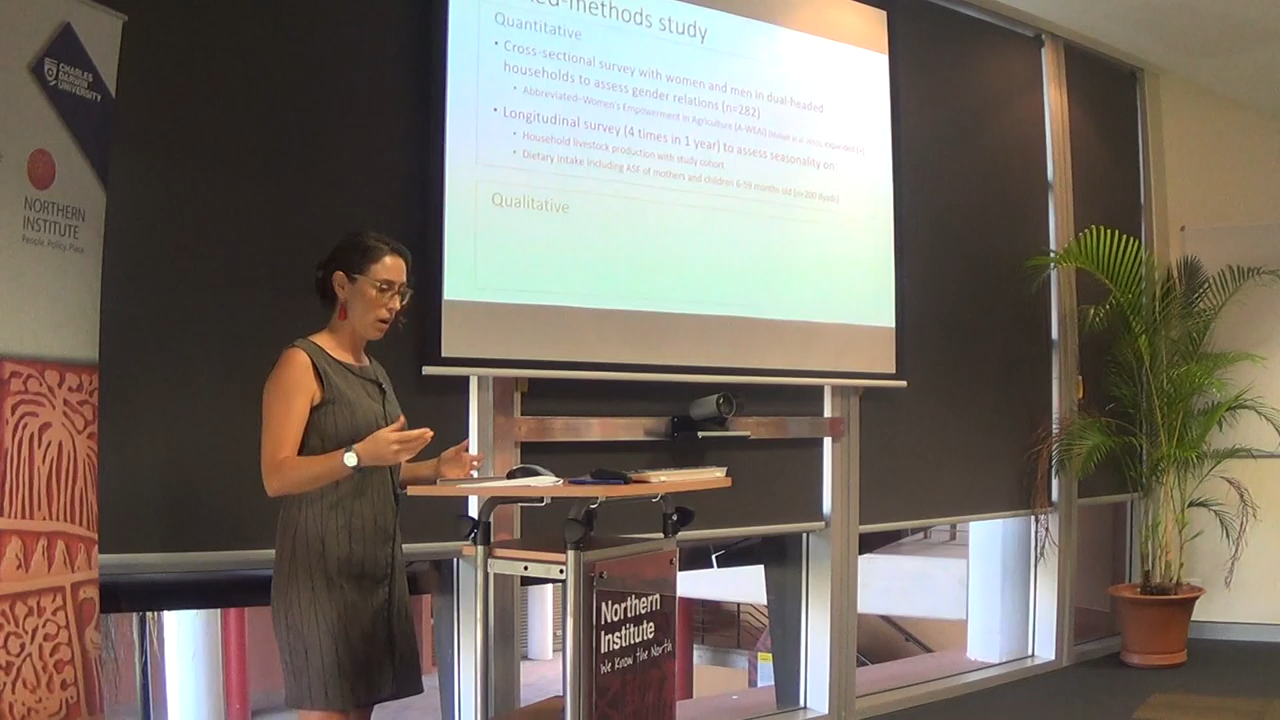 CHARLES
DARWIN
UNIVERSITY
NORTHERN
INSTITUTE
People. Policy. Place
ed-methods study
Quantitative
• Cross-sectional survey with women and men in dual-headed
households to assess gender relations (n=282)
• Abbreviated–Women's Empowerment in Agriculture (A-WEAI)
• Longitudinal survey (4 times in 1 year) to assess seasonality on:
• Household livestock production with study cohort
• Dietary intake including ASF of mothers and children 6-59 months old (n=200 dyads)
Qualitative
Northern
Institute
We Know the North